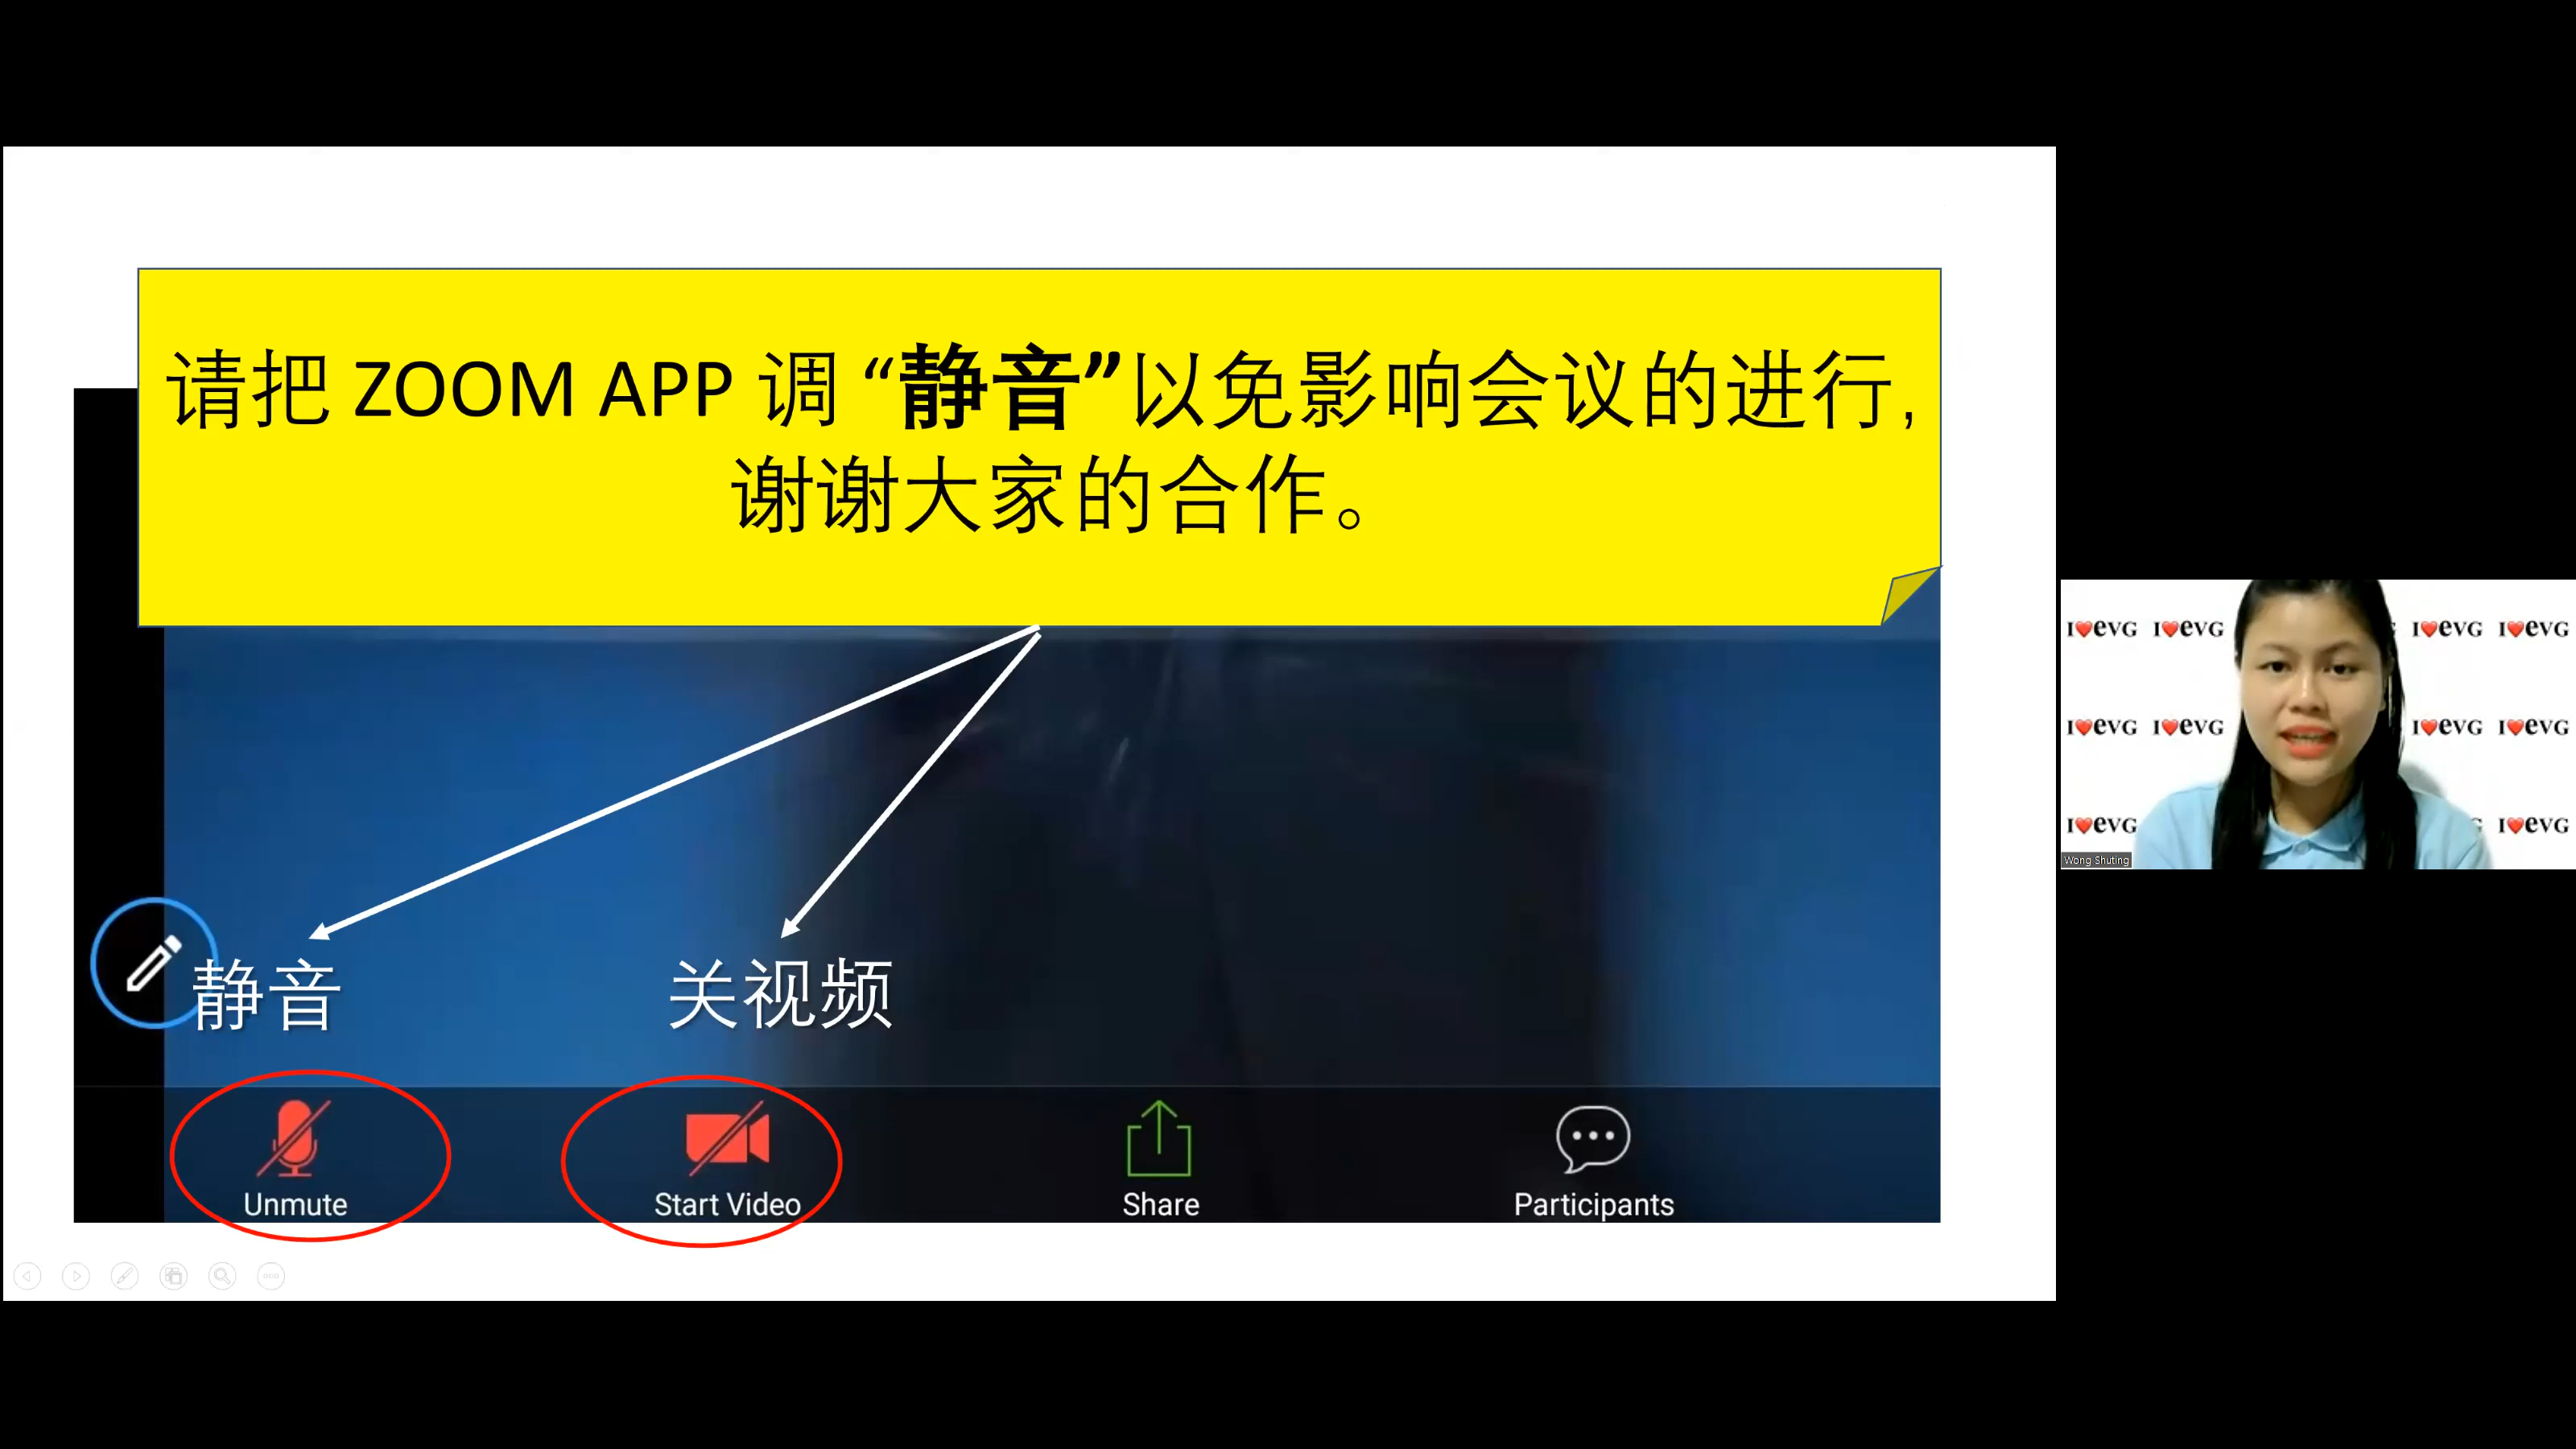 请把 ZOOM APP 调 “静音”以免影响会议的进行,
谢谢大家的合作。
静音
关视频
Unmute
Start Video
Share
Participants
I❤eVG I❤eVG I❤eVG I❤eVG
I❤eVG I❤eVG I❤eVG I❤eVG
I❤eVG I❤eVG
Wong Shuting